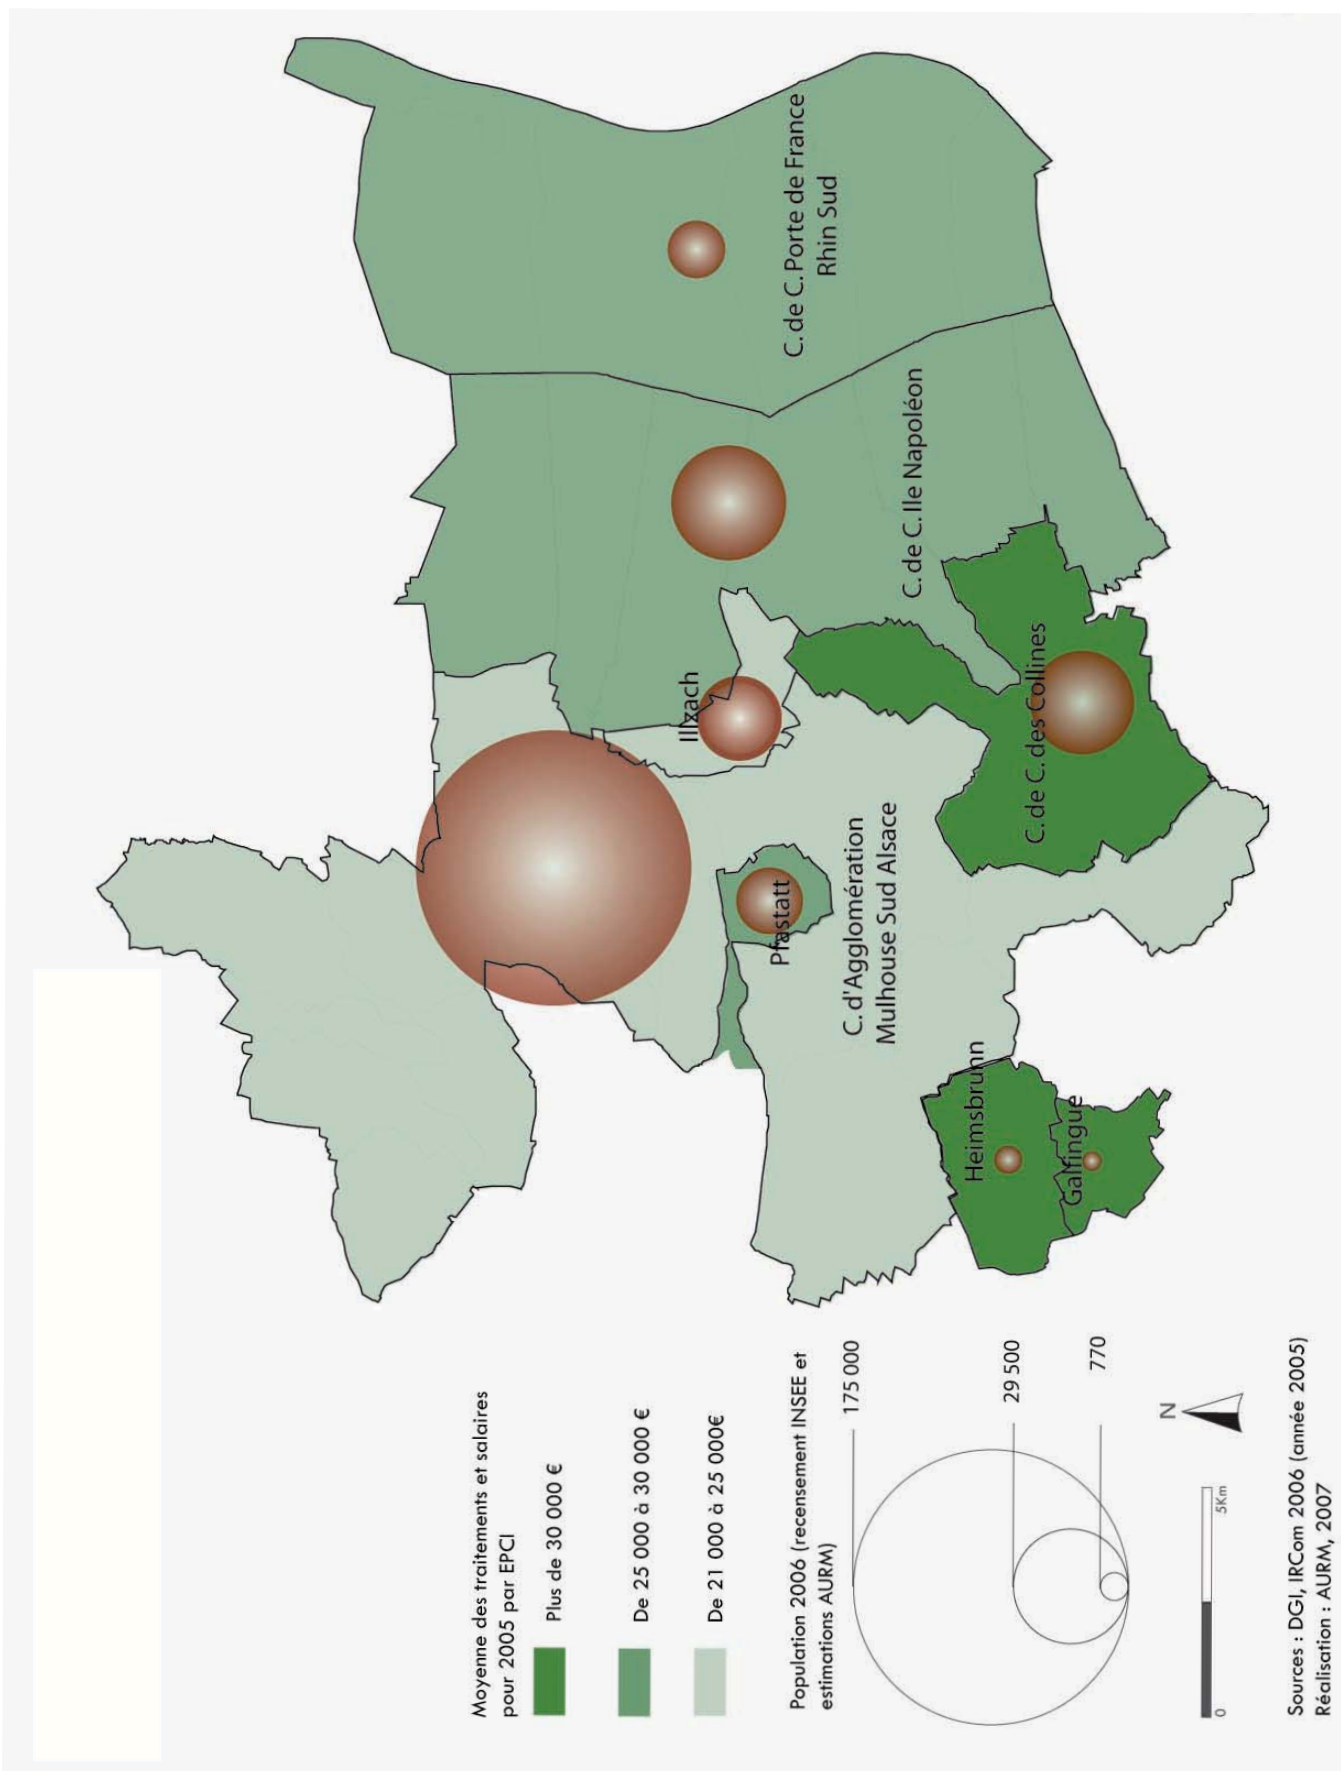 C. de C. Porte de France
Rhin Sud
C. de C. Ile Napoléon
Illzach
C. de C. des Collines
Pfastatt
C. d'Agglomération
Mulhouse Sud Alsace
Heimsbrunn
Galfingue
Moyenne des traitements et salaires
pour 2005 par EPCI
Plus de 30 000 €
De 25 000 à 30 000 €
De 21 000 à 25 000€
Population 2006 (recensement INSEE et
estimations AURM)
175 000
29 500
770
N
0
5Km
Sources : DGI, IRCom 2006 (année 2005)
Réalisation : AURM, 2007